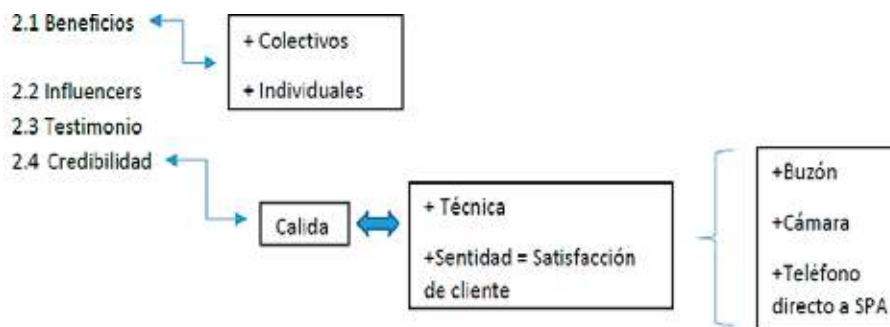 2.1 Beneficios
+ Colectivos
+ Individuales
2.2 Influencers
2.3 Testimonio
2.4 Credibilidad
Calida
+ Técnica
+Sentidad = Satisfacción
de cliente
+Buzón
+Cámara
+Teléfono
directo a SPA